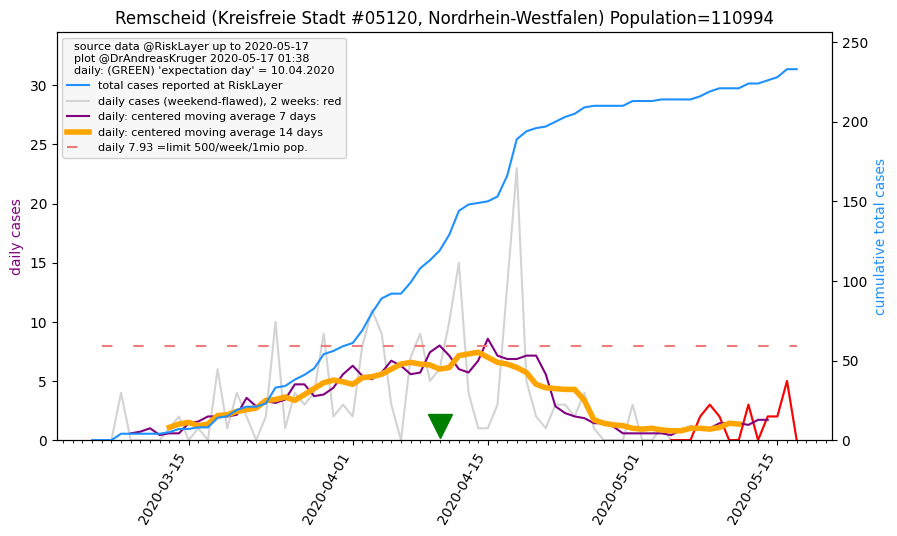 Remscheid (Kreisfreie Stadt #05120, Nordrhein-Westfalen) Population=110994
source data @RiskLayer up to 2020-05-17
plot @DrAndreasKruger 2020-05-17 01:38
daily: (GREEN) 'expectation day' = 10.04.2020
total cases reported at RiskLayer
daily cases (weekend-flawed), 2 weeks: red
daily: centered moving average 7 days
daily: centered moving average 14 days
daily 7.93 =limit 500/week/1mio pop.
daily cases
30
25
20
15
10
5
0
cumulative total cases
250
200
150
100
50
0
2020-03-15
2020-04-01
2020-04-15
2020-05-01
2020-05-15